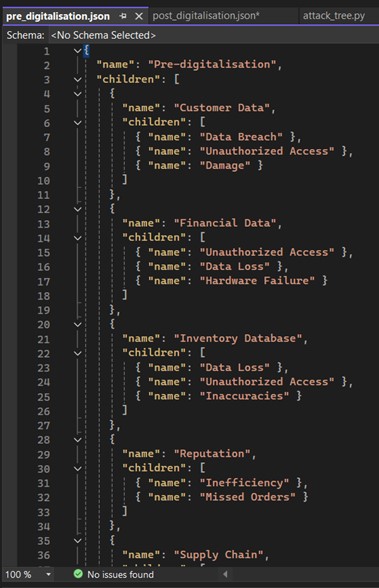 pre_digitalisation.json post_digitalisation.json* attack_tree.py
Schema: <No Schema Selected>
1 {
2 "name": "Pre-digitalisation",
3 "children": [
4 {
5 "name": "Customer Data",
6 "children": [
7 { "name": "Data Breach" },
8 { "name": "Unauthorized Access" },
9 { "name": "Damage" }
10 ]
11 },
12 {
13 "name": "Financial Data",
14 "children": [
15 { "name": "Unauthorized Access" },
16 { "name": "Data Loss" },
17 { "name": "Hardware Failure" }
18 ]
19 },
20 {
21 "name": "Inventory Database",
22 "children": [
23 { "name": "Data Loss" },
24 { "name": "Unauthorized Access" },
25 { "name": "Inaccuracies" }
26 ]
27 },
28 {
29 "name": "Reputation",
30 "children": [
31 { "name": "Inefficiency" },
32 { "name": "Missed Orders" }
33 ]
34 },
35 {
36 "name": "Supply Chain",
100 % No issues found